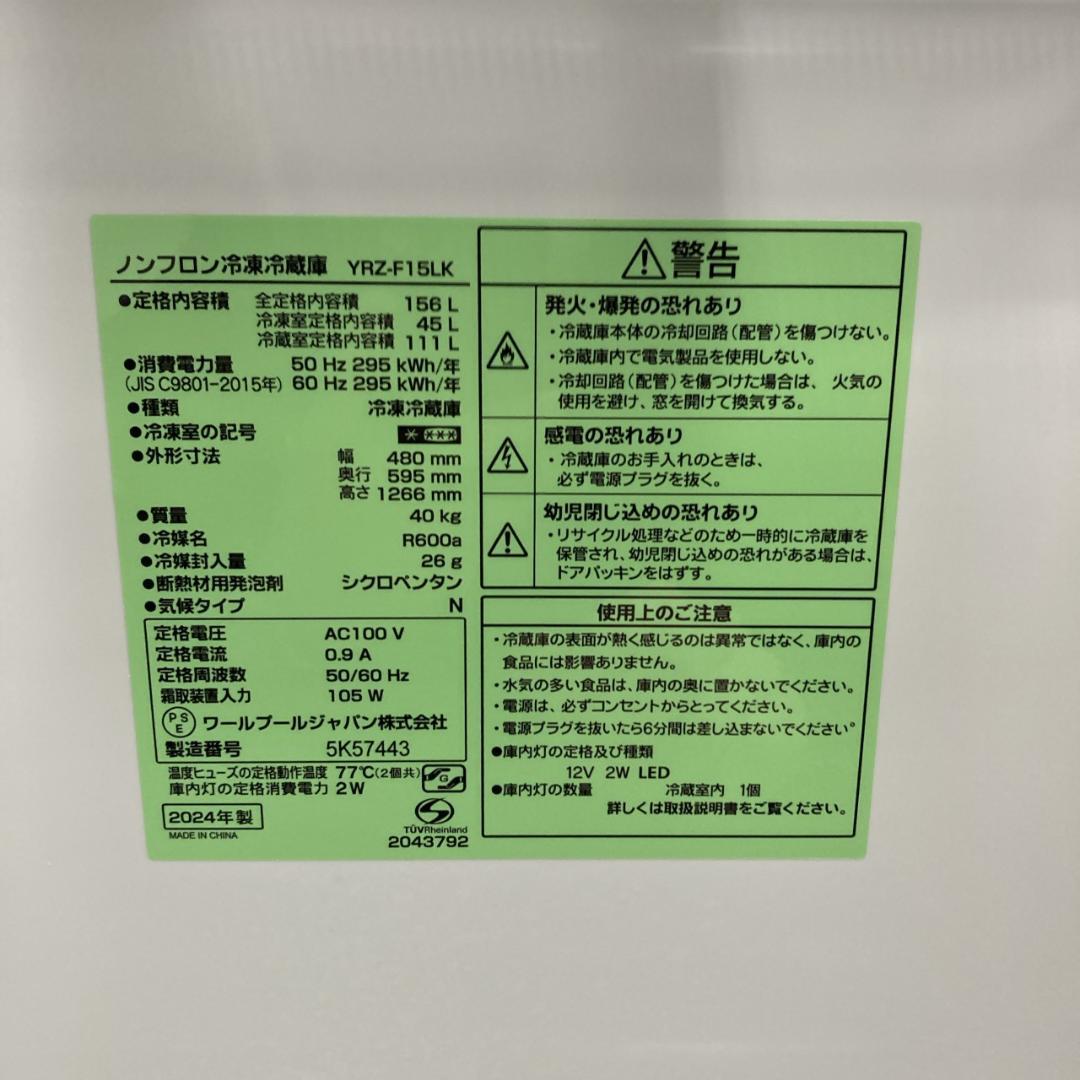 ノンフロン冷凍冷蔵庫 YRZ-F15LK
●定格内容積 全定格内容積 156 L
冷凍室定格内容積 45 L
冷蔵室定格内容積 111 L
●消費電力量 50 Hz 295 kWh/年
(JIS C9801-2015年) 60 Hz 295 kWh/年
●種類 冷凍冷蔵庫
●冷凍室の記号
●外形寸法 幅 480 mm
奥行 595 mm
高さ 1266 mm
●質量 40 kg
●冷媒名 R600a
●冷媒封入量 26 g
●断熱材用発泡剤 シクロペンタン
●気候タイプ N
定格電圧 AC100 V
定格電流 0.9 A
定格周波数 50/60 Hz
霜取装置入力 105 W
PSE ワールプールジャパン株式会社
製造番号 5K57443
温度ヒューズの定格動作温度 77℃(2個共)
庫内灯の定格消費電力 2W
G
2024年製
MADE IN CHINA
TÜVRheinland
2043792
警告
発火・爆発の恐れあり
・冷蔵庫本体の冷却回路(配管)を傷つけない。
・冷蔵庫内で電気製品を使用しない。
・冷却回路(配管)を傷つけた場合は、火気の
使用を避け、窓を開けて換気する。
感電の恐れあり
・冷蔵庫のお手入れのときは、
必ず電源プラグを抜く。
幼児閉じ込めの恐れあり
・リサイクル処理などのため一時的に冷蔵庫を
保管され、幼児閉じ込めの恐れがある場合は、
ドアパッキンをはずす。
使用上のご注意
・冷蔵庫の表面が熱く感じるのは異常ではなく、庫内の
食品には影響ありません。
・水気の多い食品は、庫内の奥に置かないでください。
・電源は、必ずコンセントからとってください。
・電源プラグを抜いたら6分間は差し込まないでください。
●庫内灯の定格及び種類
12V 2W LED
●庫内灯の数量 冷蔵室内 1個
詳しくは取扱説明書をご覧ください。